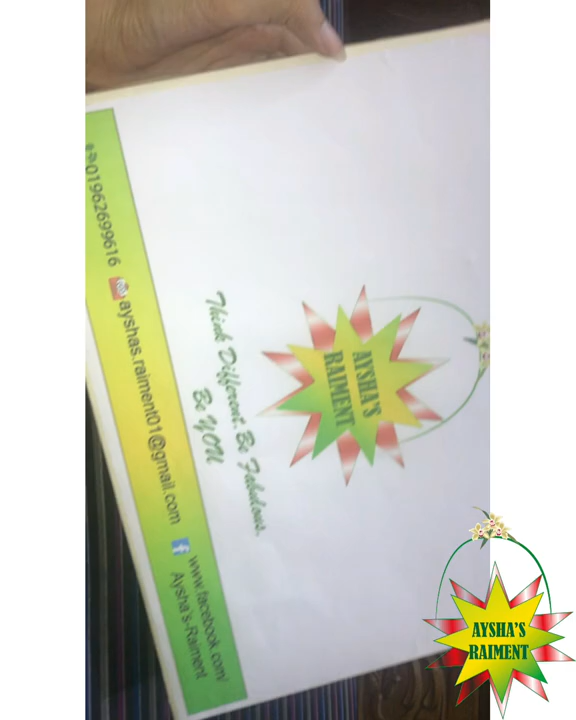 AYSHA'S
RAIMENT
Think Different. Be Fabulous.
Be YOU
01962699616 ayshas.raiment01@gmail.com www.facebook.com/
Aysha's-Raiment
AYSHA'S
RAIMENT